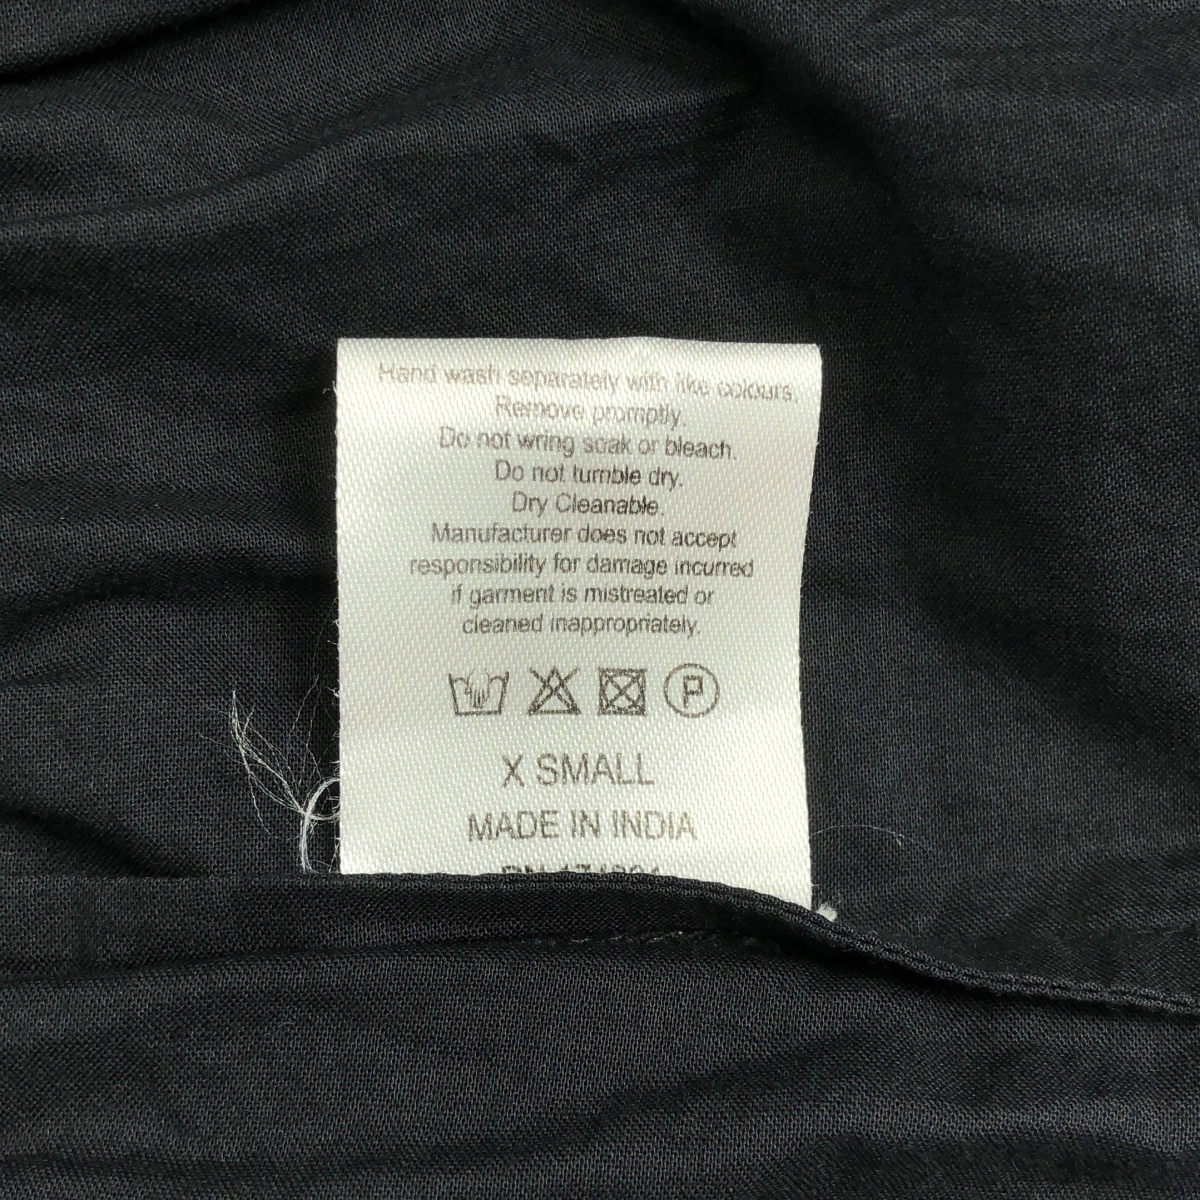 Hand wash separately with like colours.
Remove promptly.
Do not wring soak or bleach.
Do not tumble dry.
Dry Cleanable.
Manufacturer does not accept
responsibility for damage incurred
if garment is mistreated or
cleaned inappropriately.
P
X SMALL
MADE IN INDIA